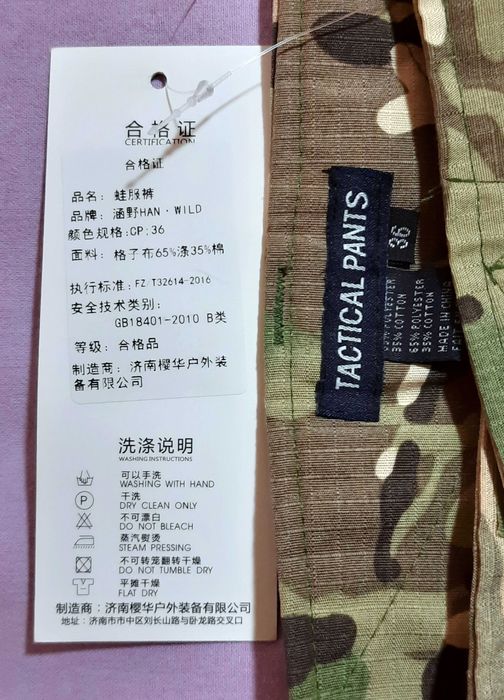 合格证
CERTIFICATION
合格证
品名：蛙服裤
品牌：涵野HAN·WILD
颜色规格:CP:36
面料：格子布65%涤35%棉
执行标准：FZ T32614-2016
安全技术类别：
GB18401-2010 B类
等级：合格品
制造商：济南樱华户外装
备有限公司
洗涤说明
WASHING INSTRUCTIONS
可以手洗
WASHING WITH HAND
P
干洗
DRY CLEAN ONLY
不可漂白
DO NOT BLEACH
蒸汽熨烫
STEAM PRESSING
不可转笼翻转干燥
DO NOT TUMBLE DRY
平摊干燥
FLAT DRY
制造商：济南樱华户外装备有限公司
地址：济南市市中区刘长山路与卧龙路交叉口
TACTICAL PANTS
36
POLYESTER
35% COTTON
65% POLYESTER
35% COTTON
MADE IN